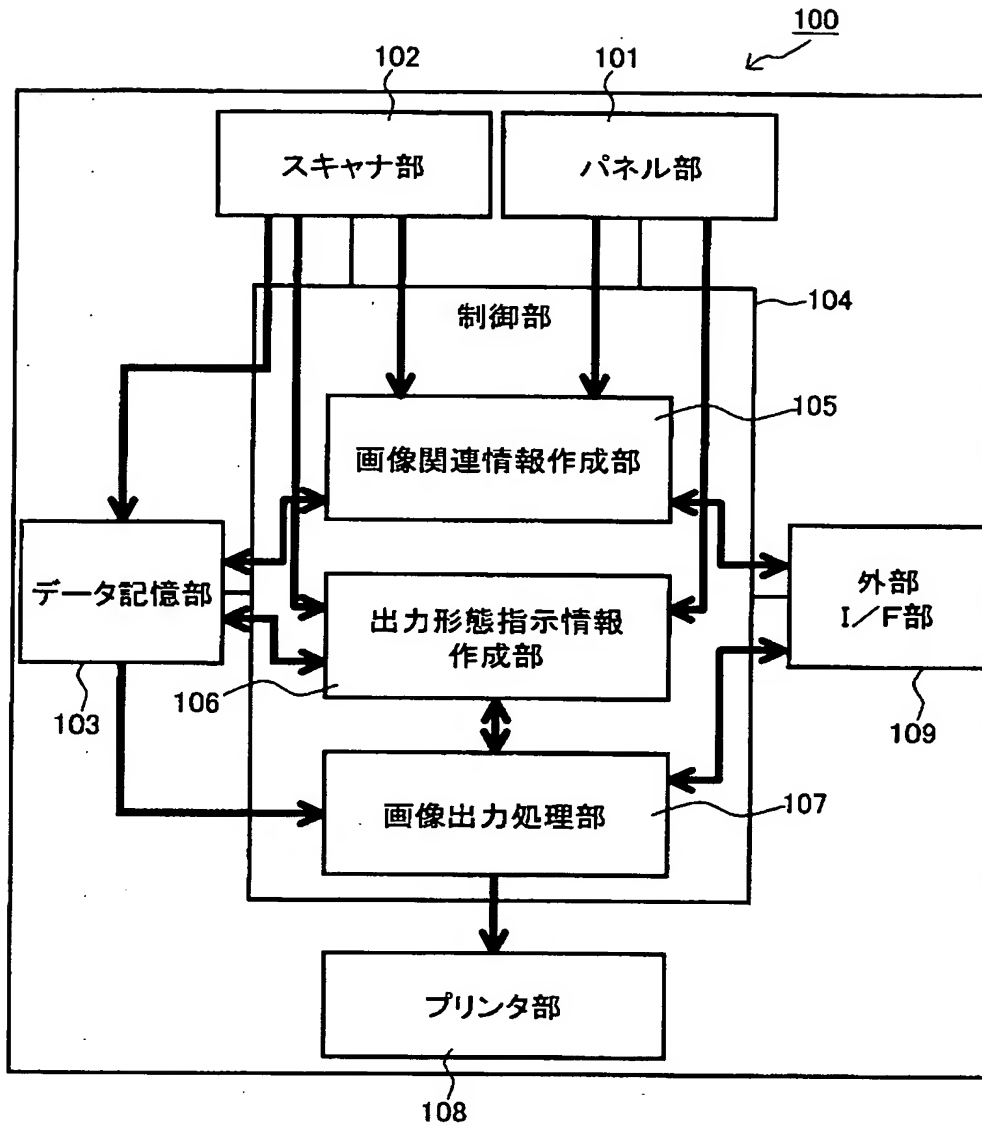 100
102
101
スキャナ部
パネル部
制御部
104
画像関連情報作成部
105
データ記憶部
103
出力形態指示情報
作成部
106
外部
I/F部
109
画像出力処理部
107
プリンタ部
108